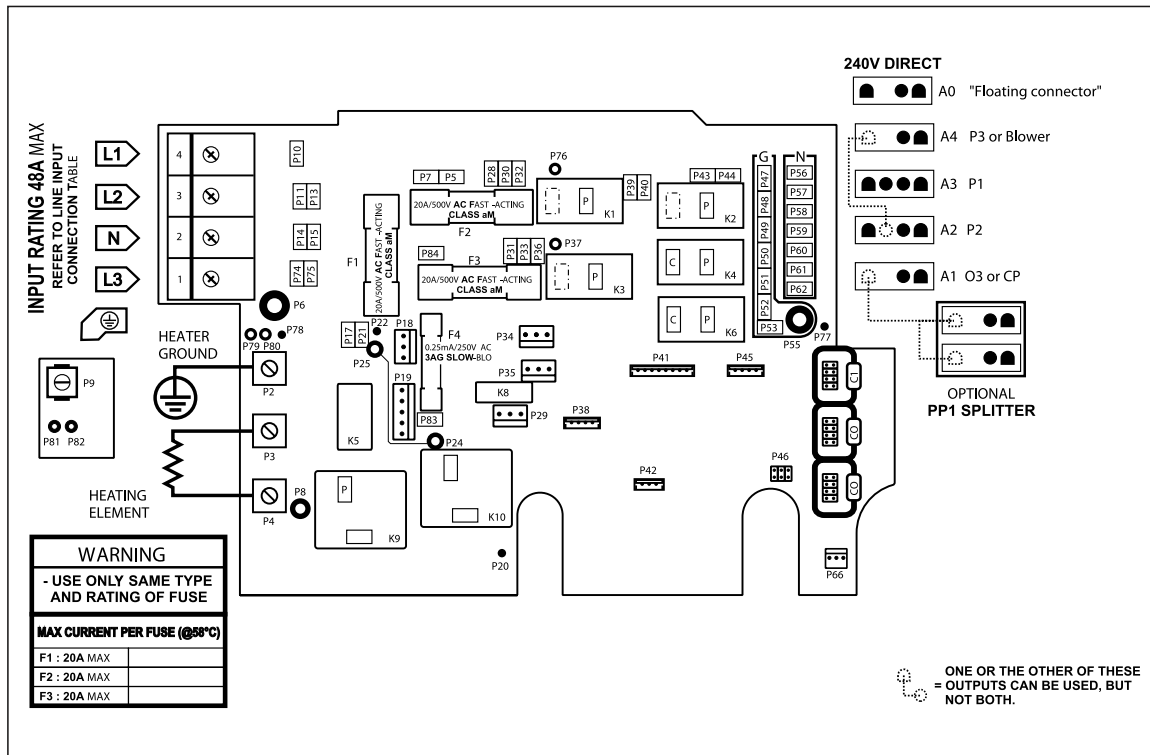 INPUT RATING 48A MAX
REFER TO LINE INPUT
CONNECTION TABLE
L1
L2
N
L3
4
3
2
1
P10
P11
P13
P14
P15
P74
P75
P6
P79
P80
P78
HEATER
GROUND
P9
P81
P82
P2
P3
P4
HEATING
ELEMENT
P8
F1
20A/500V AC FAST -ACTING
CLASS aM
P7
P5
P28
P30
P32
20A/500V AC FAST -ACTING
CLASS aM
F2
P84
P31
P33
P36
F3
20A/500V AC FAST -ACTING
CLASS aM
P76
P
K1
P39
P40
P37
P
K3
P43
P44
P
K2
C
P
K4
C
P
K6
P17
P21
P22
P25
P18
F4
0.25mA/250V AC
3AG SLOW-BLO
P19
P83
P24
K5
P34
P35
K8
P29
P38
P41
P45
P42
P46
P
K9
K10
P20
G
P47
P48
P49
P50
P51
P52
P53
N
P56
P57
P58
P59
P60
P61
P62
P55
P77
C1
CO
CO
P66
240V DIRECT
A0 "Floating connector"
A4 P3 or Blower
A3 P1
A2 P2
A1 O3 or CP
OPTIONAL
PP1 SPLITTER
WARNING
- USE ONLY SAME TYPE
AND RATING OF FUSE
MAX CURRENT PER FUSE (@58°C)
F1 : 20A MAX
F2 : 20A MAX
F3 : 20A MAX
ONE OR THE OTHER OF THESE
= OUTPUTS CAN BE USED, BUT
NOT BOTH.